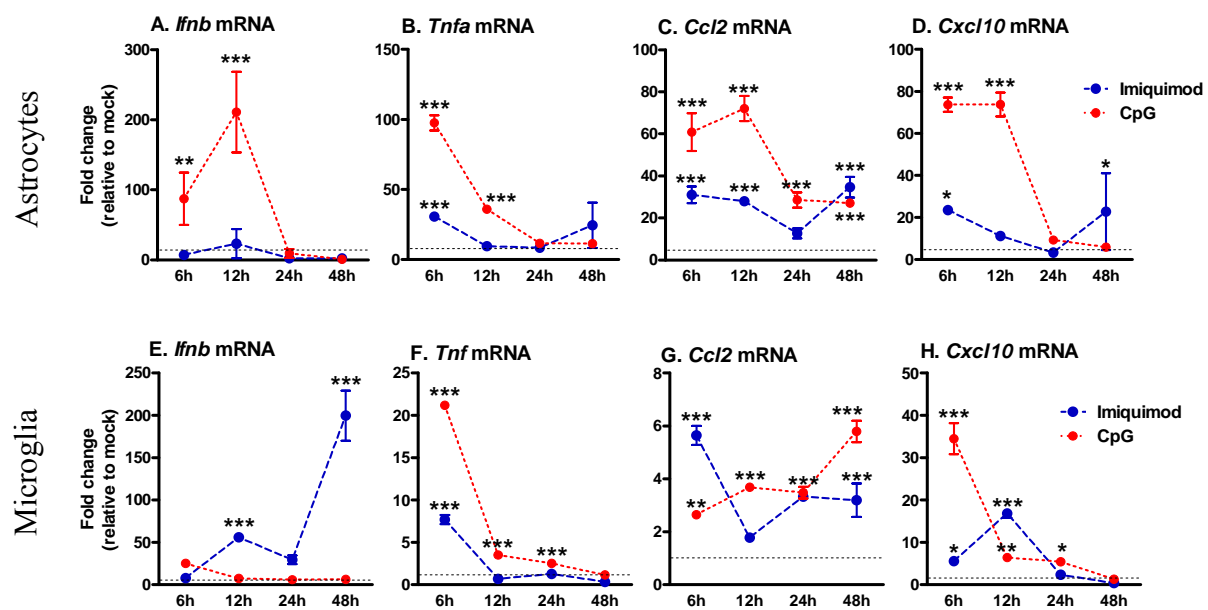 Astrocytes
A. Ifnb mRNA
Fold change
(relative to mock)
300
200
100
0
**
***
6h 12h 24h 48h
B. Tnfa mRNA
150
100
50
0
***
***
***
6h 12h 24h 48h
C. Ccl2 mRNA
100
80
60
40
20
0
***
***
***
***
***
***
***
6h 12h 24h 48h
D. Cxcl10 mRNA
100
80
60
40
20
0
***
***
*
*
6h 12h 24h 48h
Imiquimod
CpG
Microglia
E. Ifnb mRNA
Fold change
(relative to mock)
250
200
150
100
50
0
***
***
6h 12h 24h 48h
F. Tnf mRNA
25
20
15
10
5
0
***
***
***
***
6h 12h 24h 48h
G. Ccl2 mRNA
8
6
4
2
0
***
**
***
***
***
***
6h 12h 24h 48h
H. Cxcl10 mRNA
50
40
30
20
10
0
***
***
*
**
*
6h 12h 24h 48h
Imiquimod
CpG